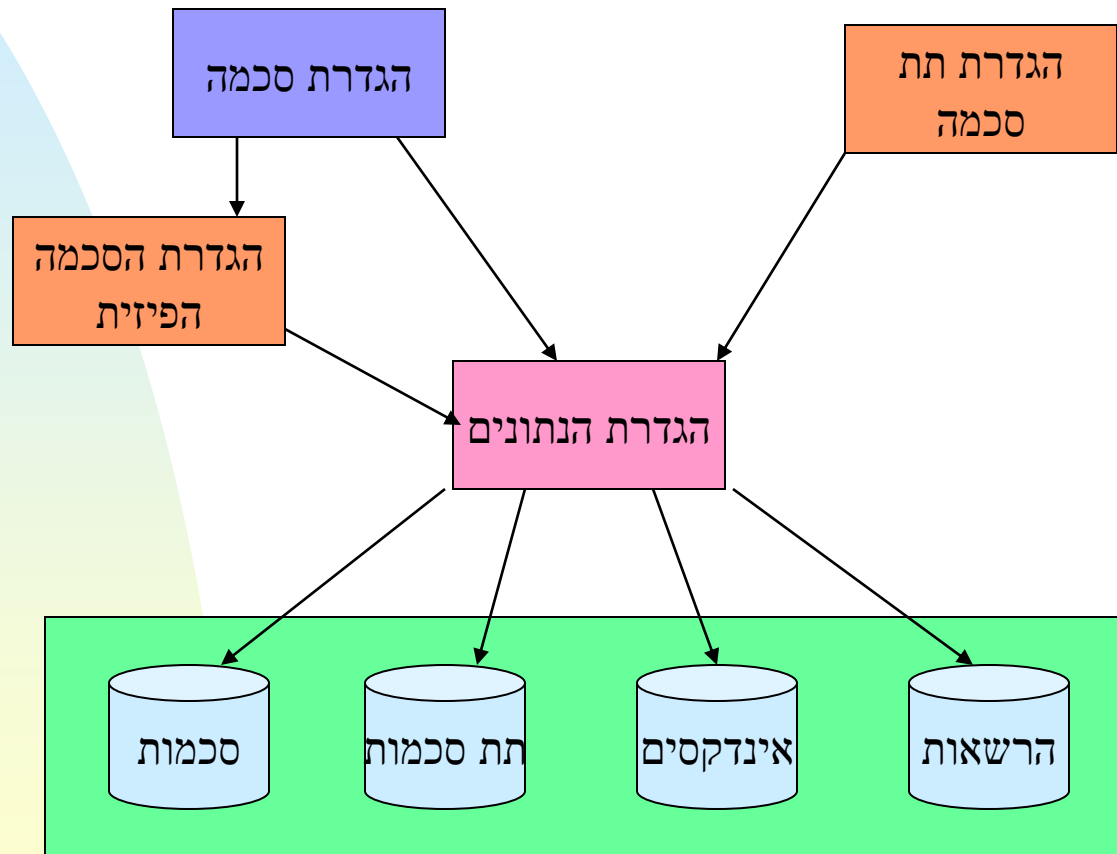 הגדרת תת
סכמה
הגדרת סכמה
הגדרת הסכמה
הפיזית
הגדרת הנתונים
הרשאות
אינדקסים
תת סכמות
סכמות